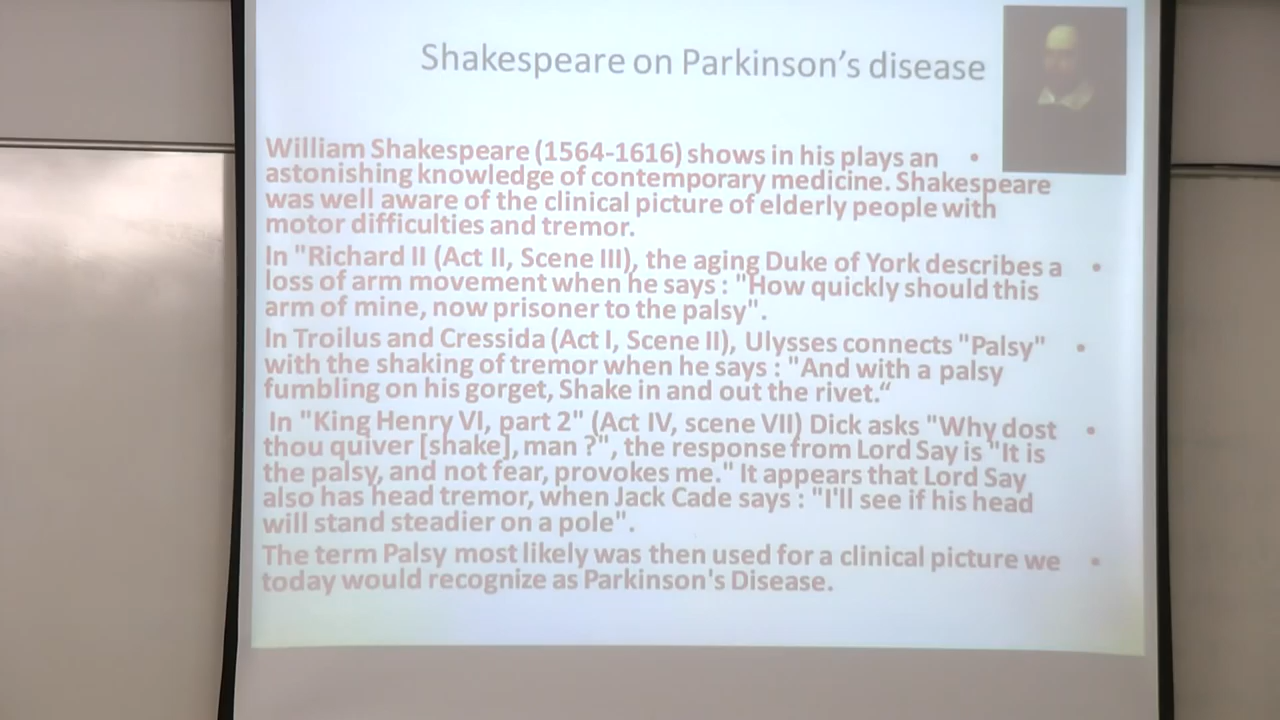 Shakespeare on Parkinson's disease
William Shakespeare (1564-1616) shows in his plays an •
astonishing knowledge of contemporary medicine. Shakespeare
was well aware of the clinical picture of elderly people with
motor difficulties and tremor.
In "Richard II (Act II, Scene III), the aging Duke of York describes a •
loss of arm movement when he says : "How quickly should this
arm of mine, now prisoner to the palsy".
In Troilus and Cressida (Act I, Scene II), Ulysses connects "Palsy" •
with the shaking of tremor when he says : "And with a palsy
fumbling on his gorget, Shake in and out the rivet.“
In "King Henry VI, part 2" (Act IV, scene VII) Dick asks "Why dost •
thou quiver [shake], man ?", the response from Lord Say is "It is
the palsy, and not fear, provokes me." It appears that Lord Say
also has head tremor, when Jack Cade says : "I'll see if his head
will stand steadier on a pole".
The term Palsy most likely was then used for a clinical picture we •
today would recognize as Parkinson's Disease.